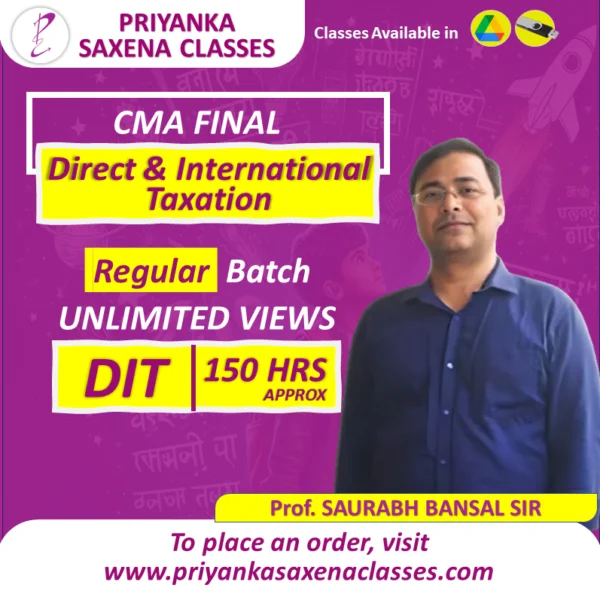 PRIYANKA
SAXENA CLASSES
Classes Available in
CMA FINAL
Direct & International
Taxation
Regular Batch
UNLIMITED VIEWS
DIT
150 HRS
APPROX
Prof. SAURABH BANSAL SIR
To place an order, visit
www.priyankasaxenaclasses.com